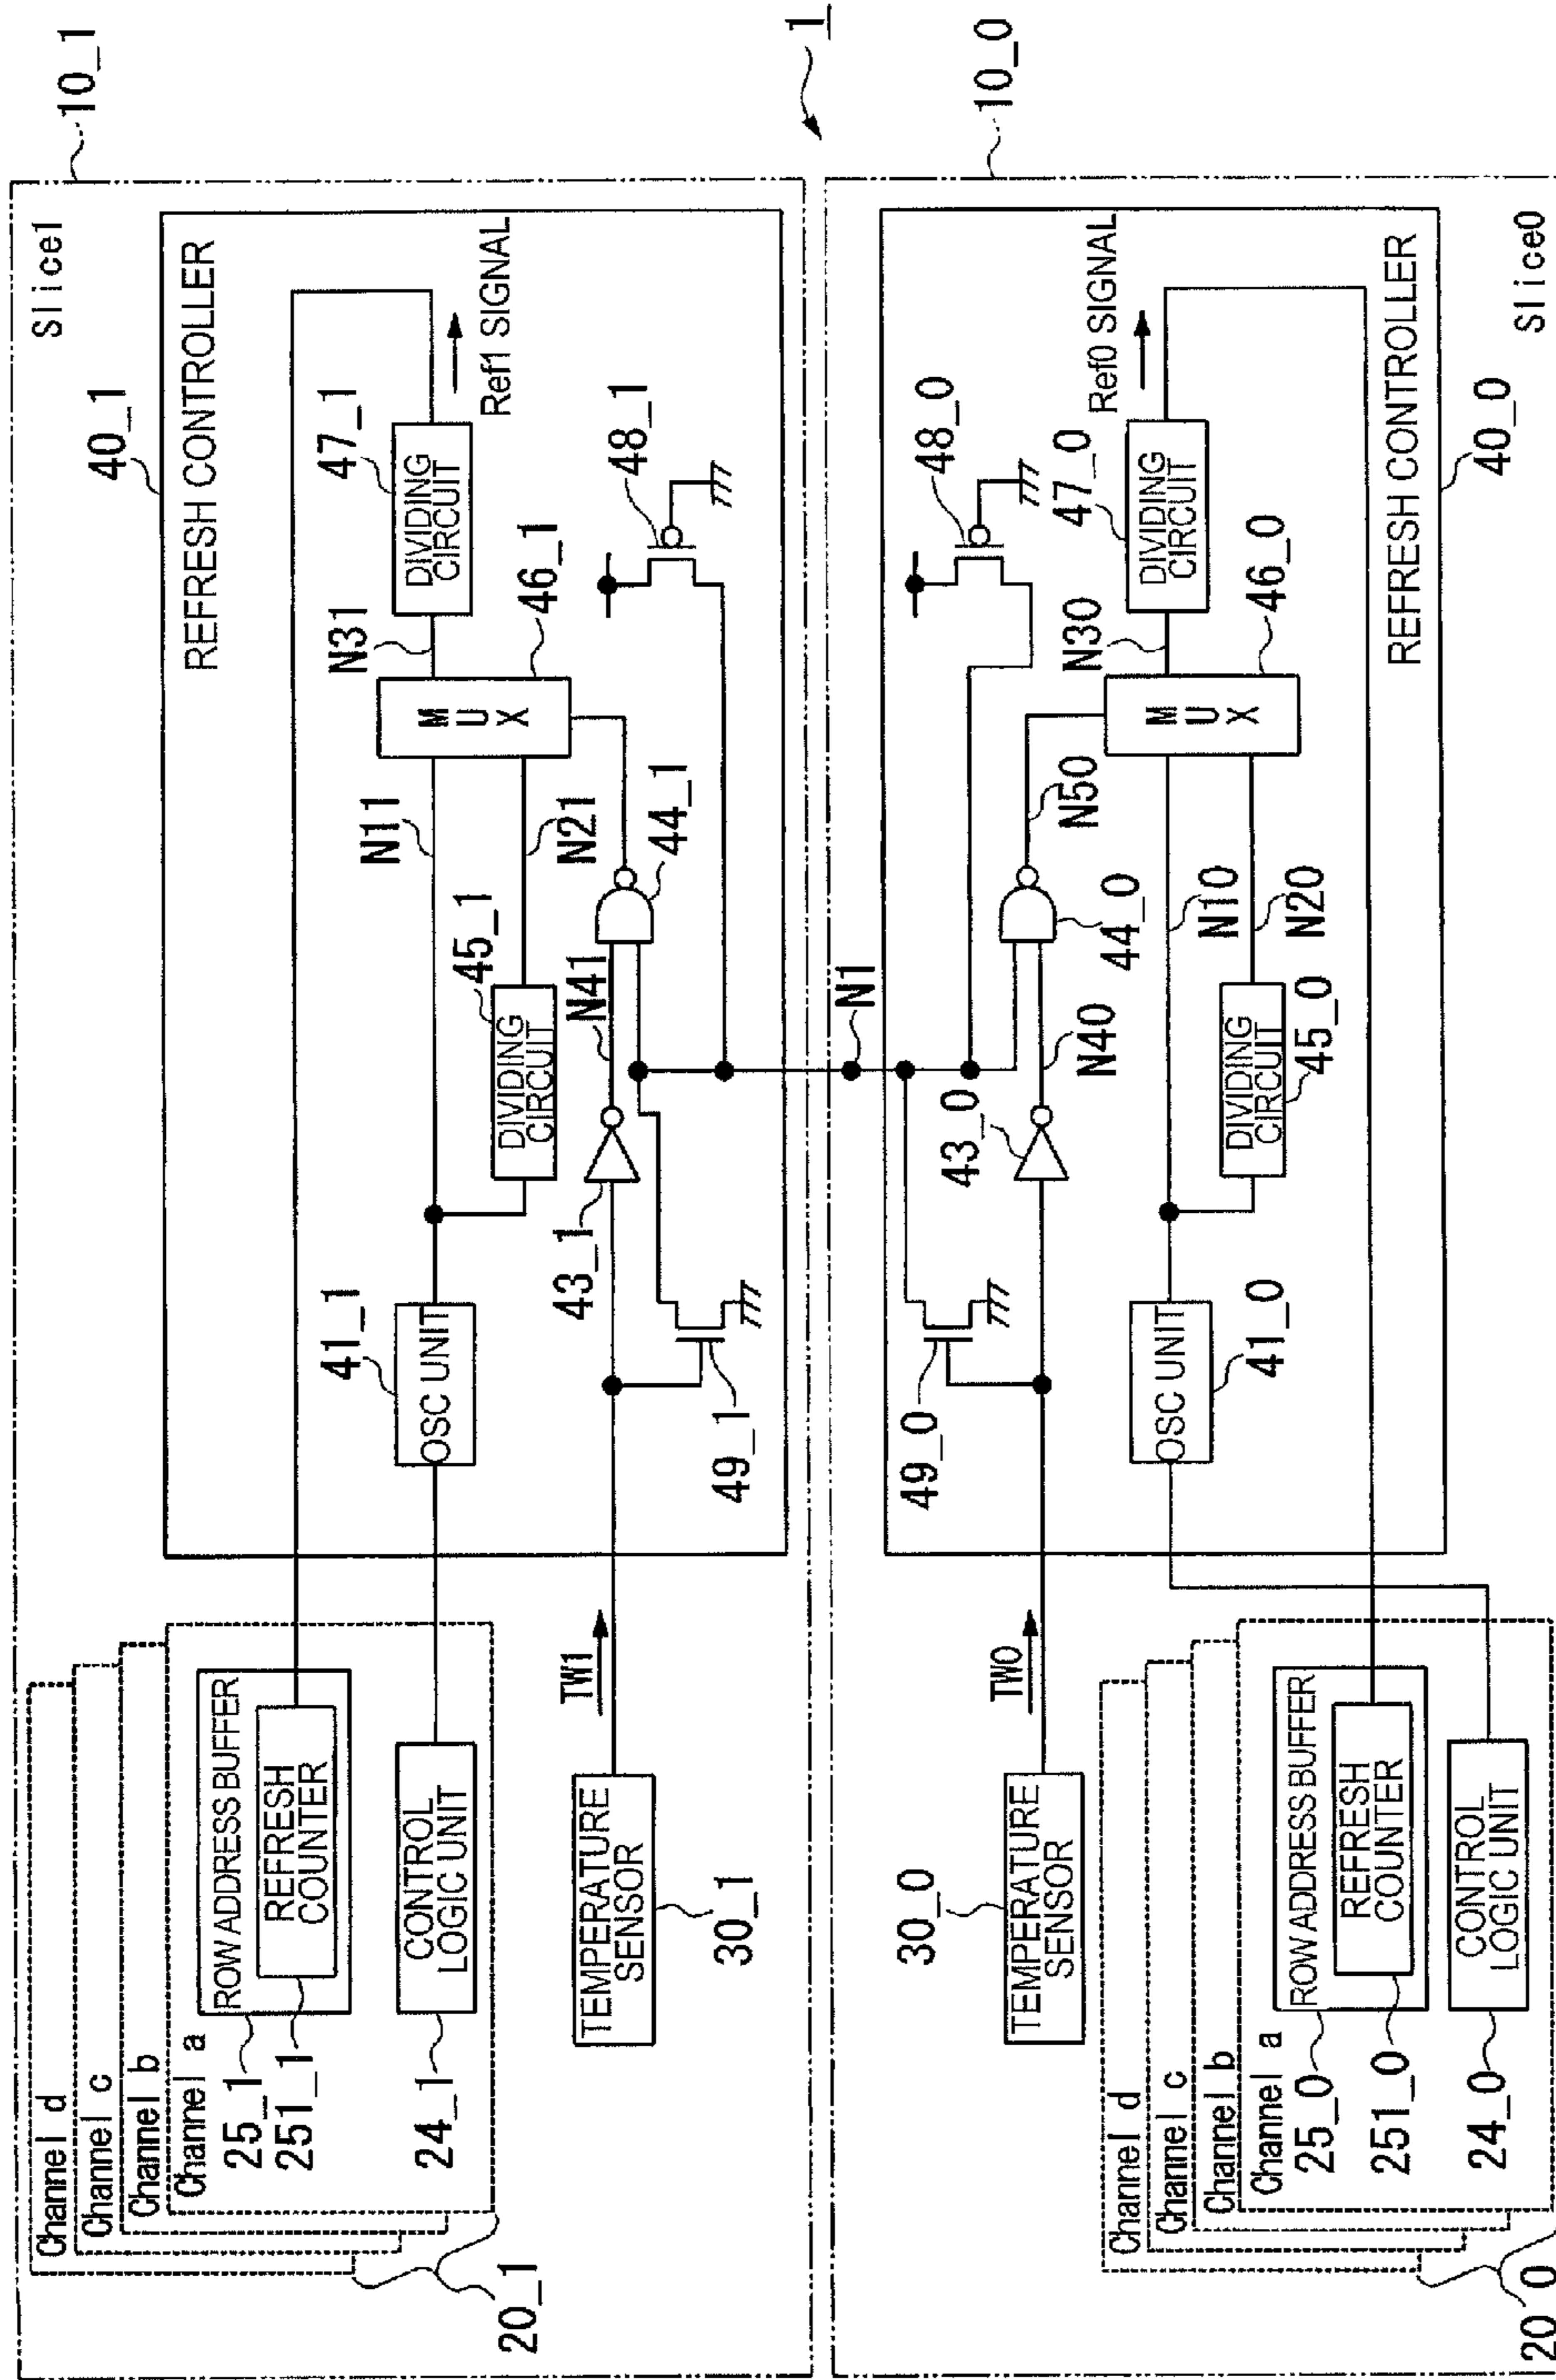 10_1
Slice1
40_1
REFRESH CONTROLLER
Channel d
Channel c
Channel b
Channel a
25_1
ROW ADDRESS BUFFER
251_1
REFRESH
COUNTER
24_1
CONTROL
LOGIC UNIT
20_1
41_1
OSC UNIT
N11
N31
MUX
46_1
47_1
DIVIDING
CIRCUIT
Ref1 SIGNAL
45_1
DIVIDING
CIRCUIT
N21
43_1
N41
44_1
48_1
49_1
TW1
TEMPERATURE
SENSOR
30_1
1
N1
10_0
Slice0
40_0
REFRESH CONTROLLER
30_0
TEMPERATURE
SENSOR
TW0
49_0
43_0
N40
44_0
N50
48_0
41_0
OSC UNIT
N10
N30
MUX
46_0
47_0
DIVIDING
CIRCUIT
Ref0 SIGNAL
45_0
DIVIDING
CIRCUIT
N20
Channel d
Channel c
Channel b
Channel a
25_0
ROW ADDRESS BUFFER
251_0
REFRESH
COUNTER
24_0
CONTROL
LOGIC UNIT
20_0